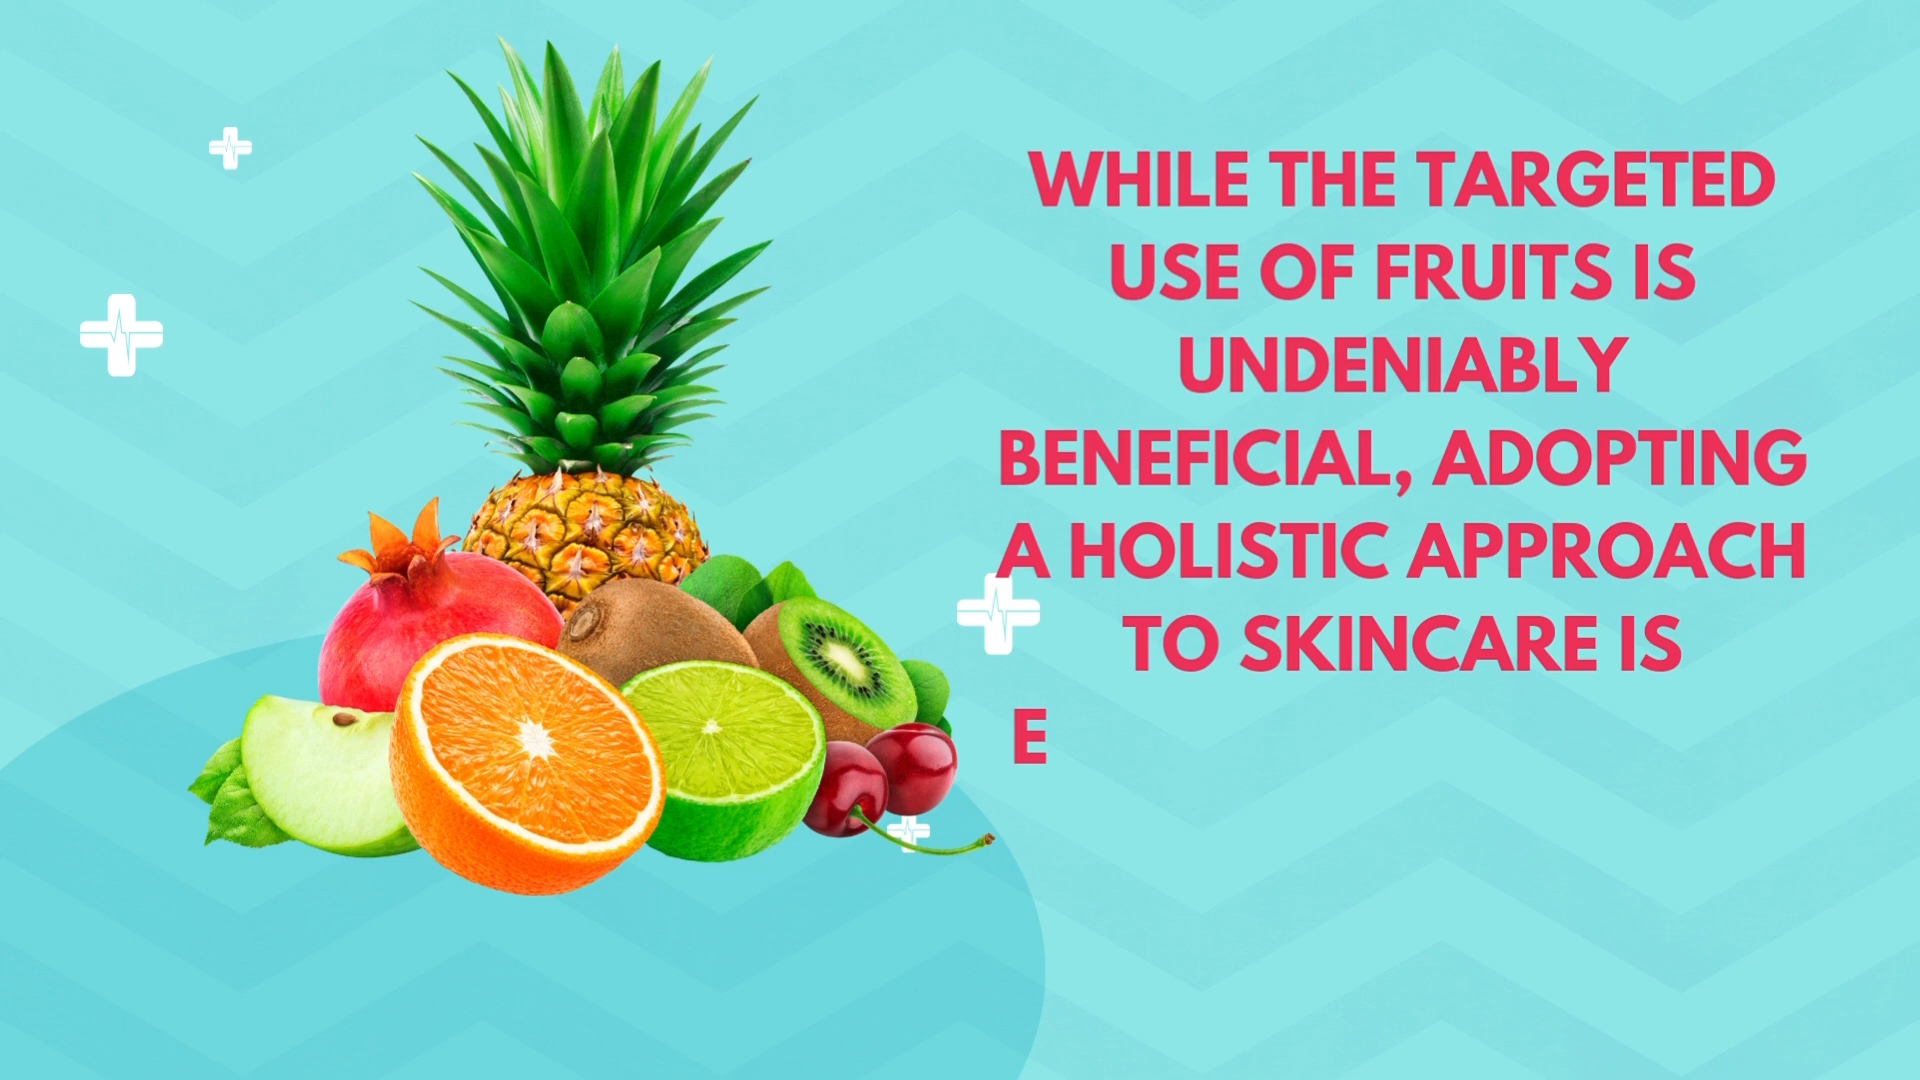 WHILE THE TARGETED
USE OF FRUITS IS
UNDENIABLY
BENEFICIAL, ADOPTING
A HOLISTIC APPROACH
TO SKINCARE IS
E